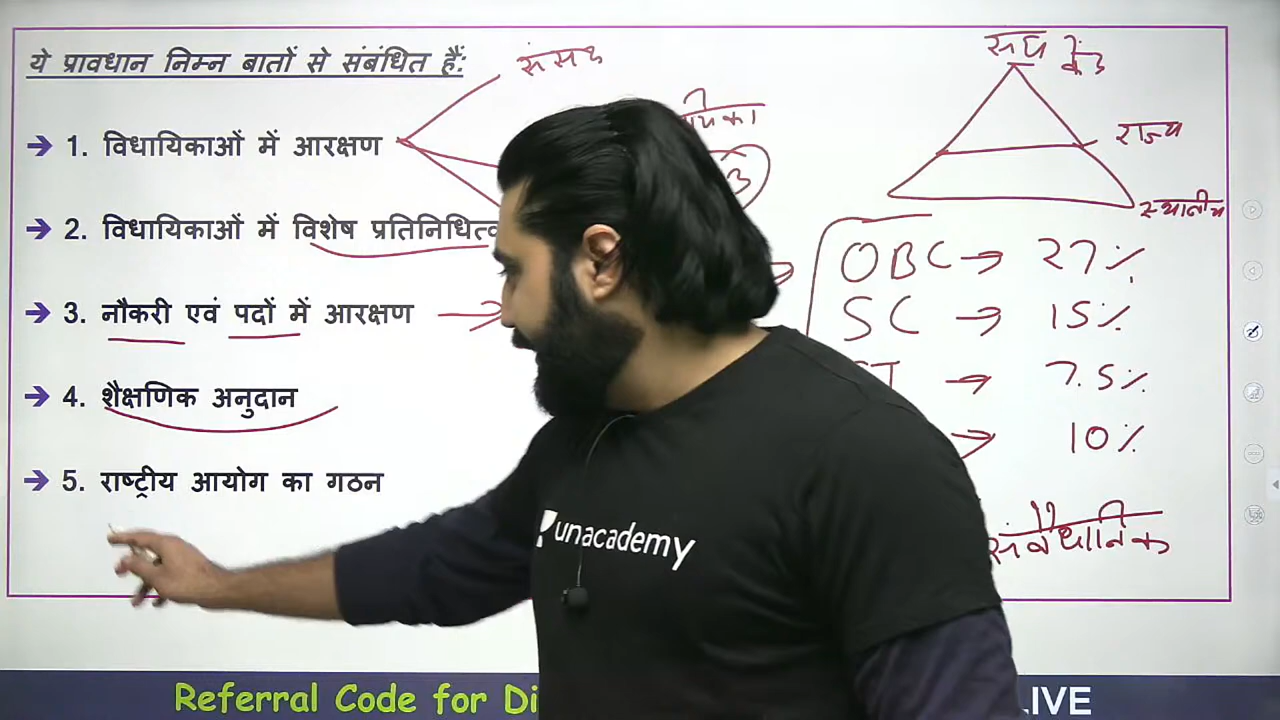 ये प्रावधान निम्न बातों से संबंधित हैं:
संसद
संघ केंद्र
→ 1. विधायिकाओं में आरक्षण
राज्य
स्थानीय
→ 2. विधायिकाओं में विशेष प्रतिनिधित्व
OBC → 27%
→ 3. नौकरी एवं पदों में आरक्षण →
SC → 15%
→ 7.5%
→ 4. शैक्षणिक अनुदान
→ 10%
→ 5. राष्ट्रीय आयोग का गठन
संवैधानिक
unacademy
Referral Code for Di
LIVE